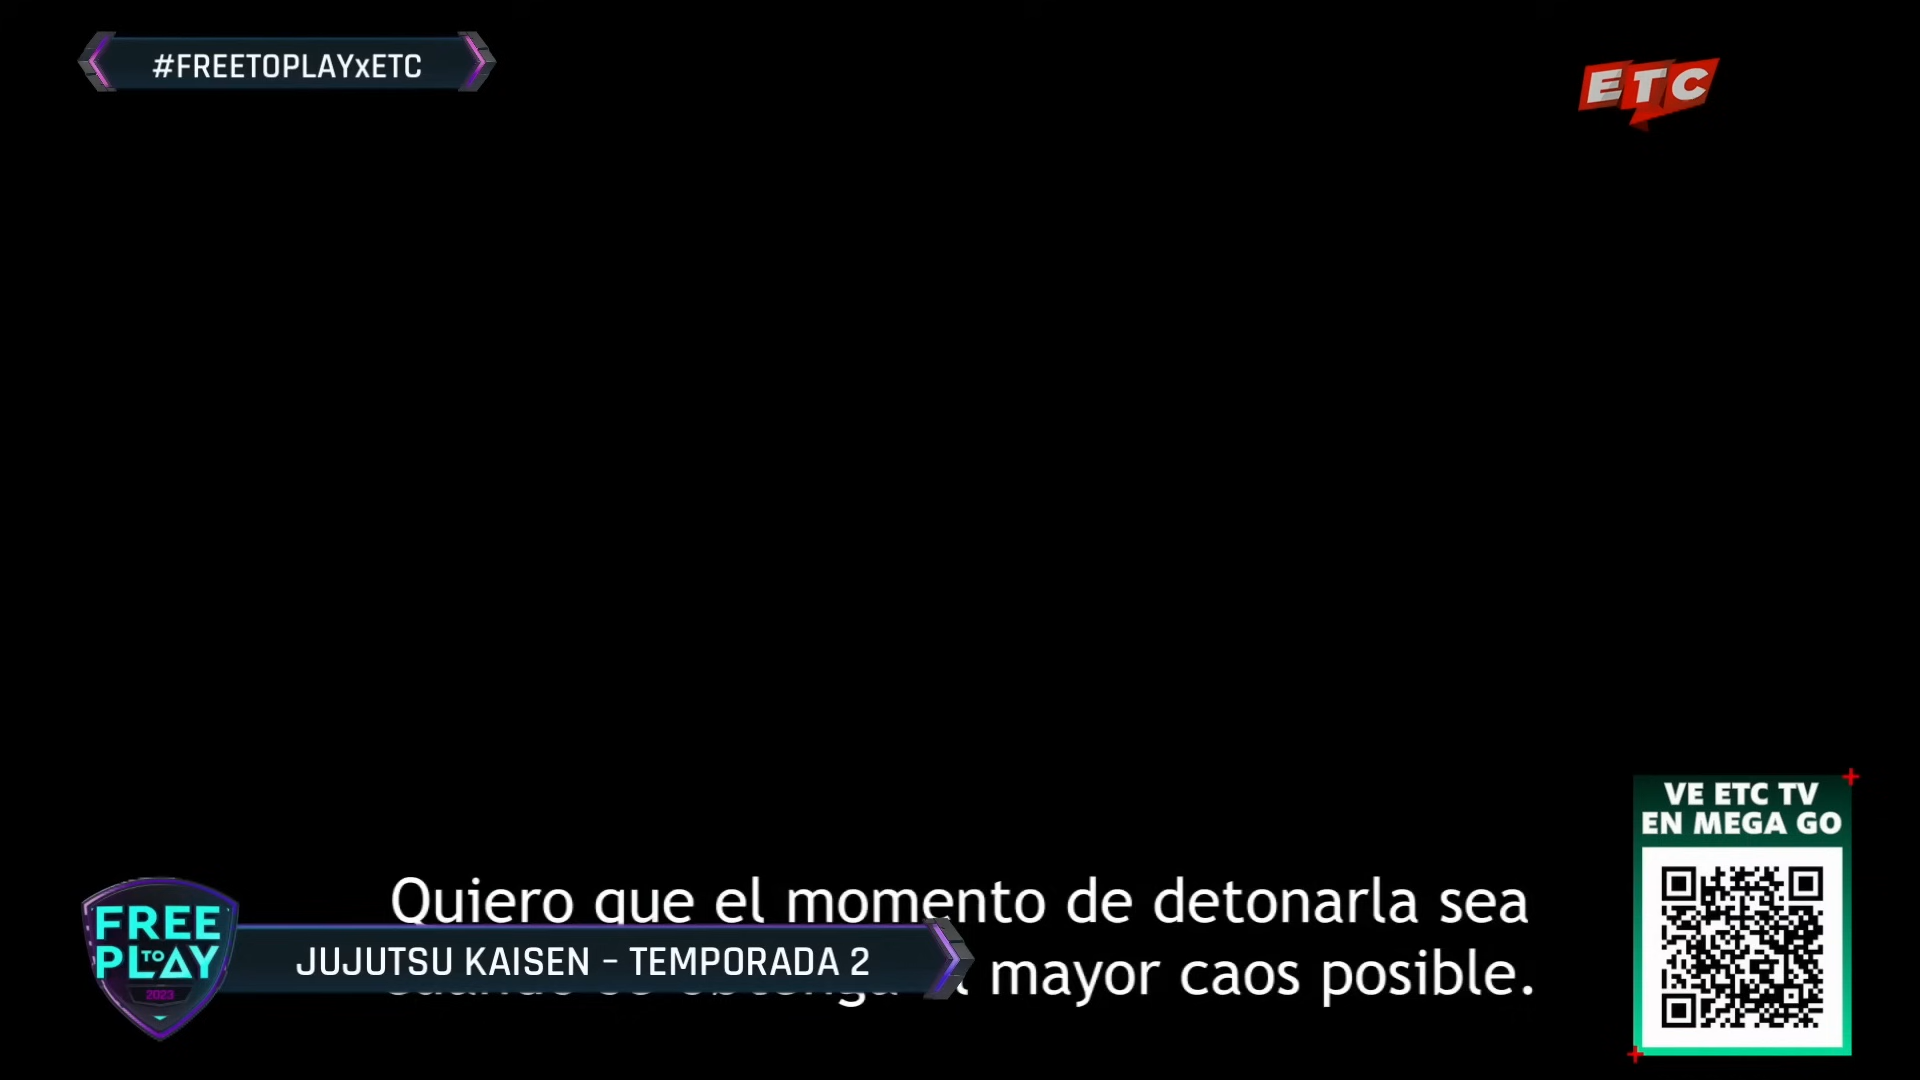 #FREETOPLAYxETC
ETC
VE ETC TV
EN MEGA GO
Quiero que el momento de detonarla sea
mayor caos posible.
FREE
TO
PLAY
2023
JUJUTSU KAISEN - TEMPORADA 2